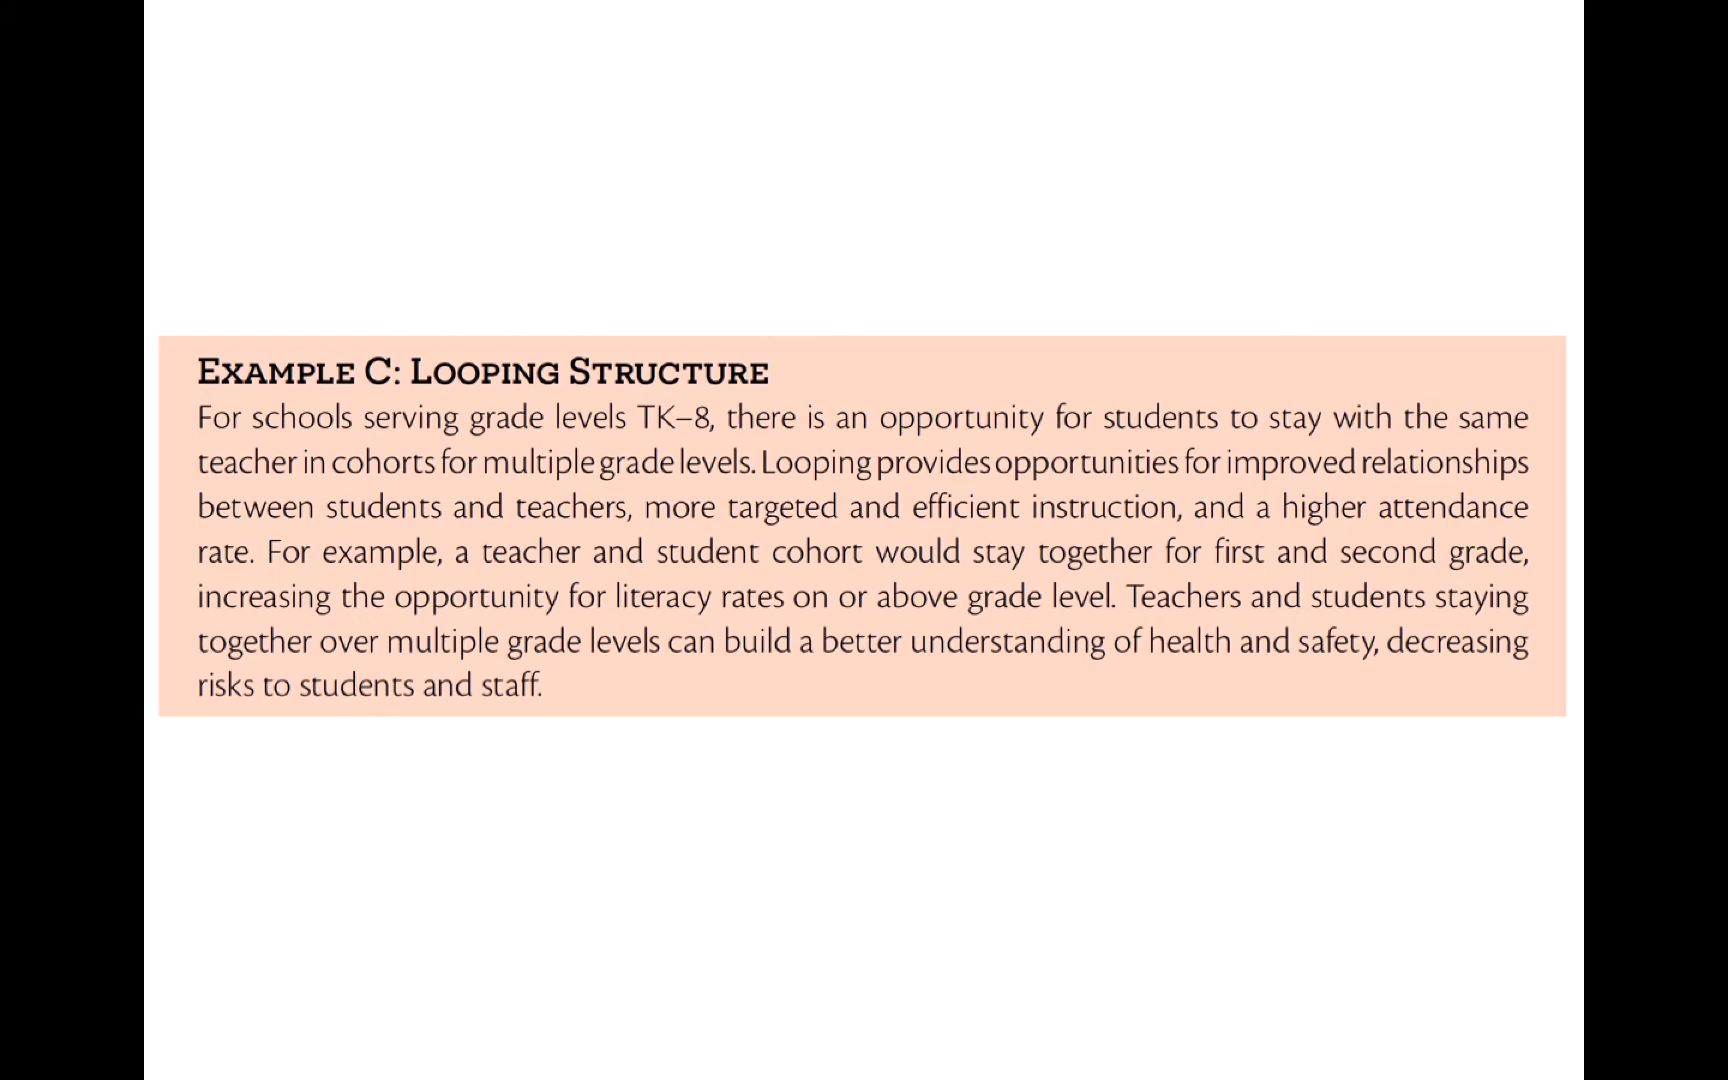 EXAMPLE C: LOOPING STRUCTURE
For schools serving grade levels TK–8, there is an opportunity for students to stay with the same
teacher in cohorts for multiple grade levels. Looping provides opportunities for improved relationships
between students and teachers, more targeted and efficient instruction, and a higher attendance
rate. For example, a teacher and student cohort would stay together for first and second grade,
increasing the opportunity for literacy rates on or above grade level. Teachers and students staying
together over multiple grade levels can build a better understanding of health and safety, decreasing
risks to students and staff.